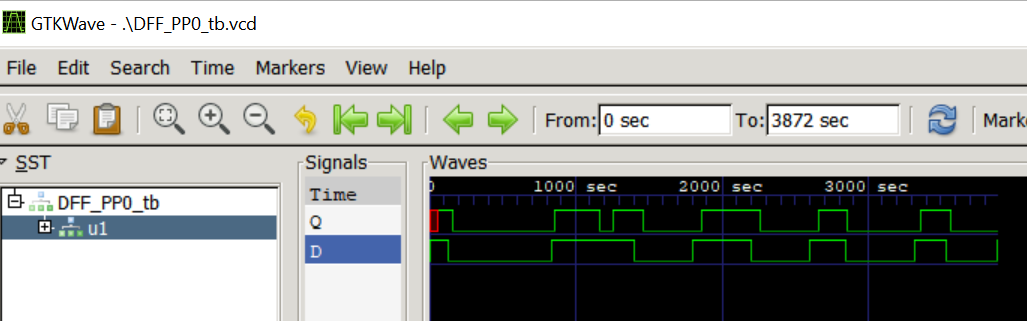 GTKWave - .\DFF_PP0_tb.vcd
File Edit Search Time Markers View Help
From: 0 sec To: 3872 sec Mark
SST Signals Waves
DFF_PP0_tb
u1
Time
Q
D
0 1000 sec 2000 sec 3000 sec